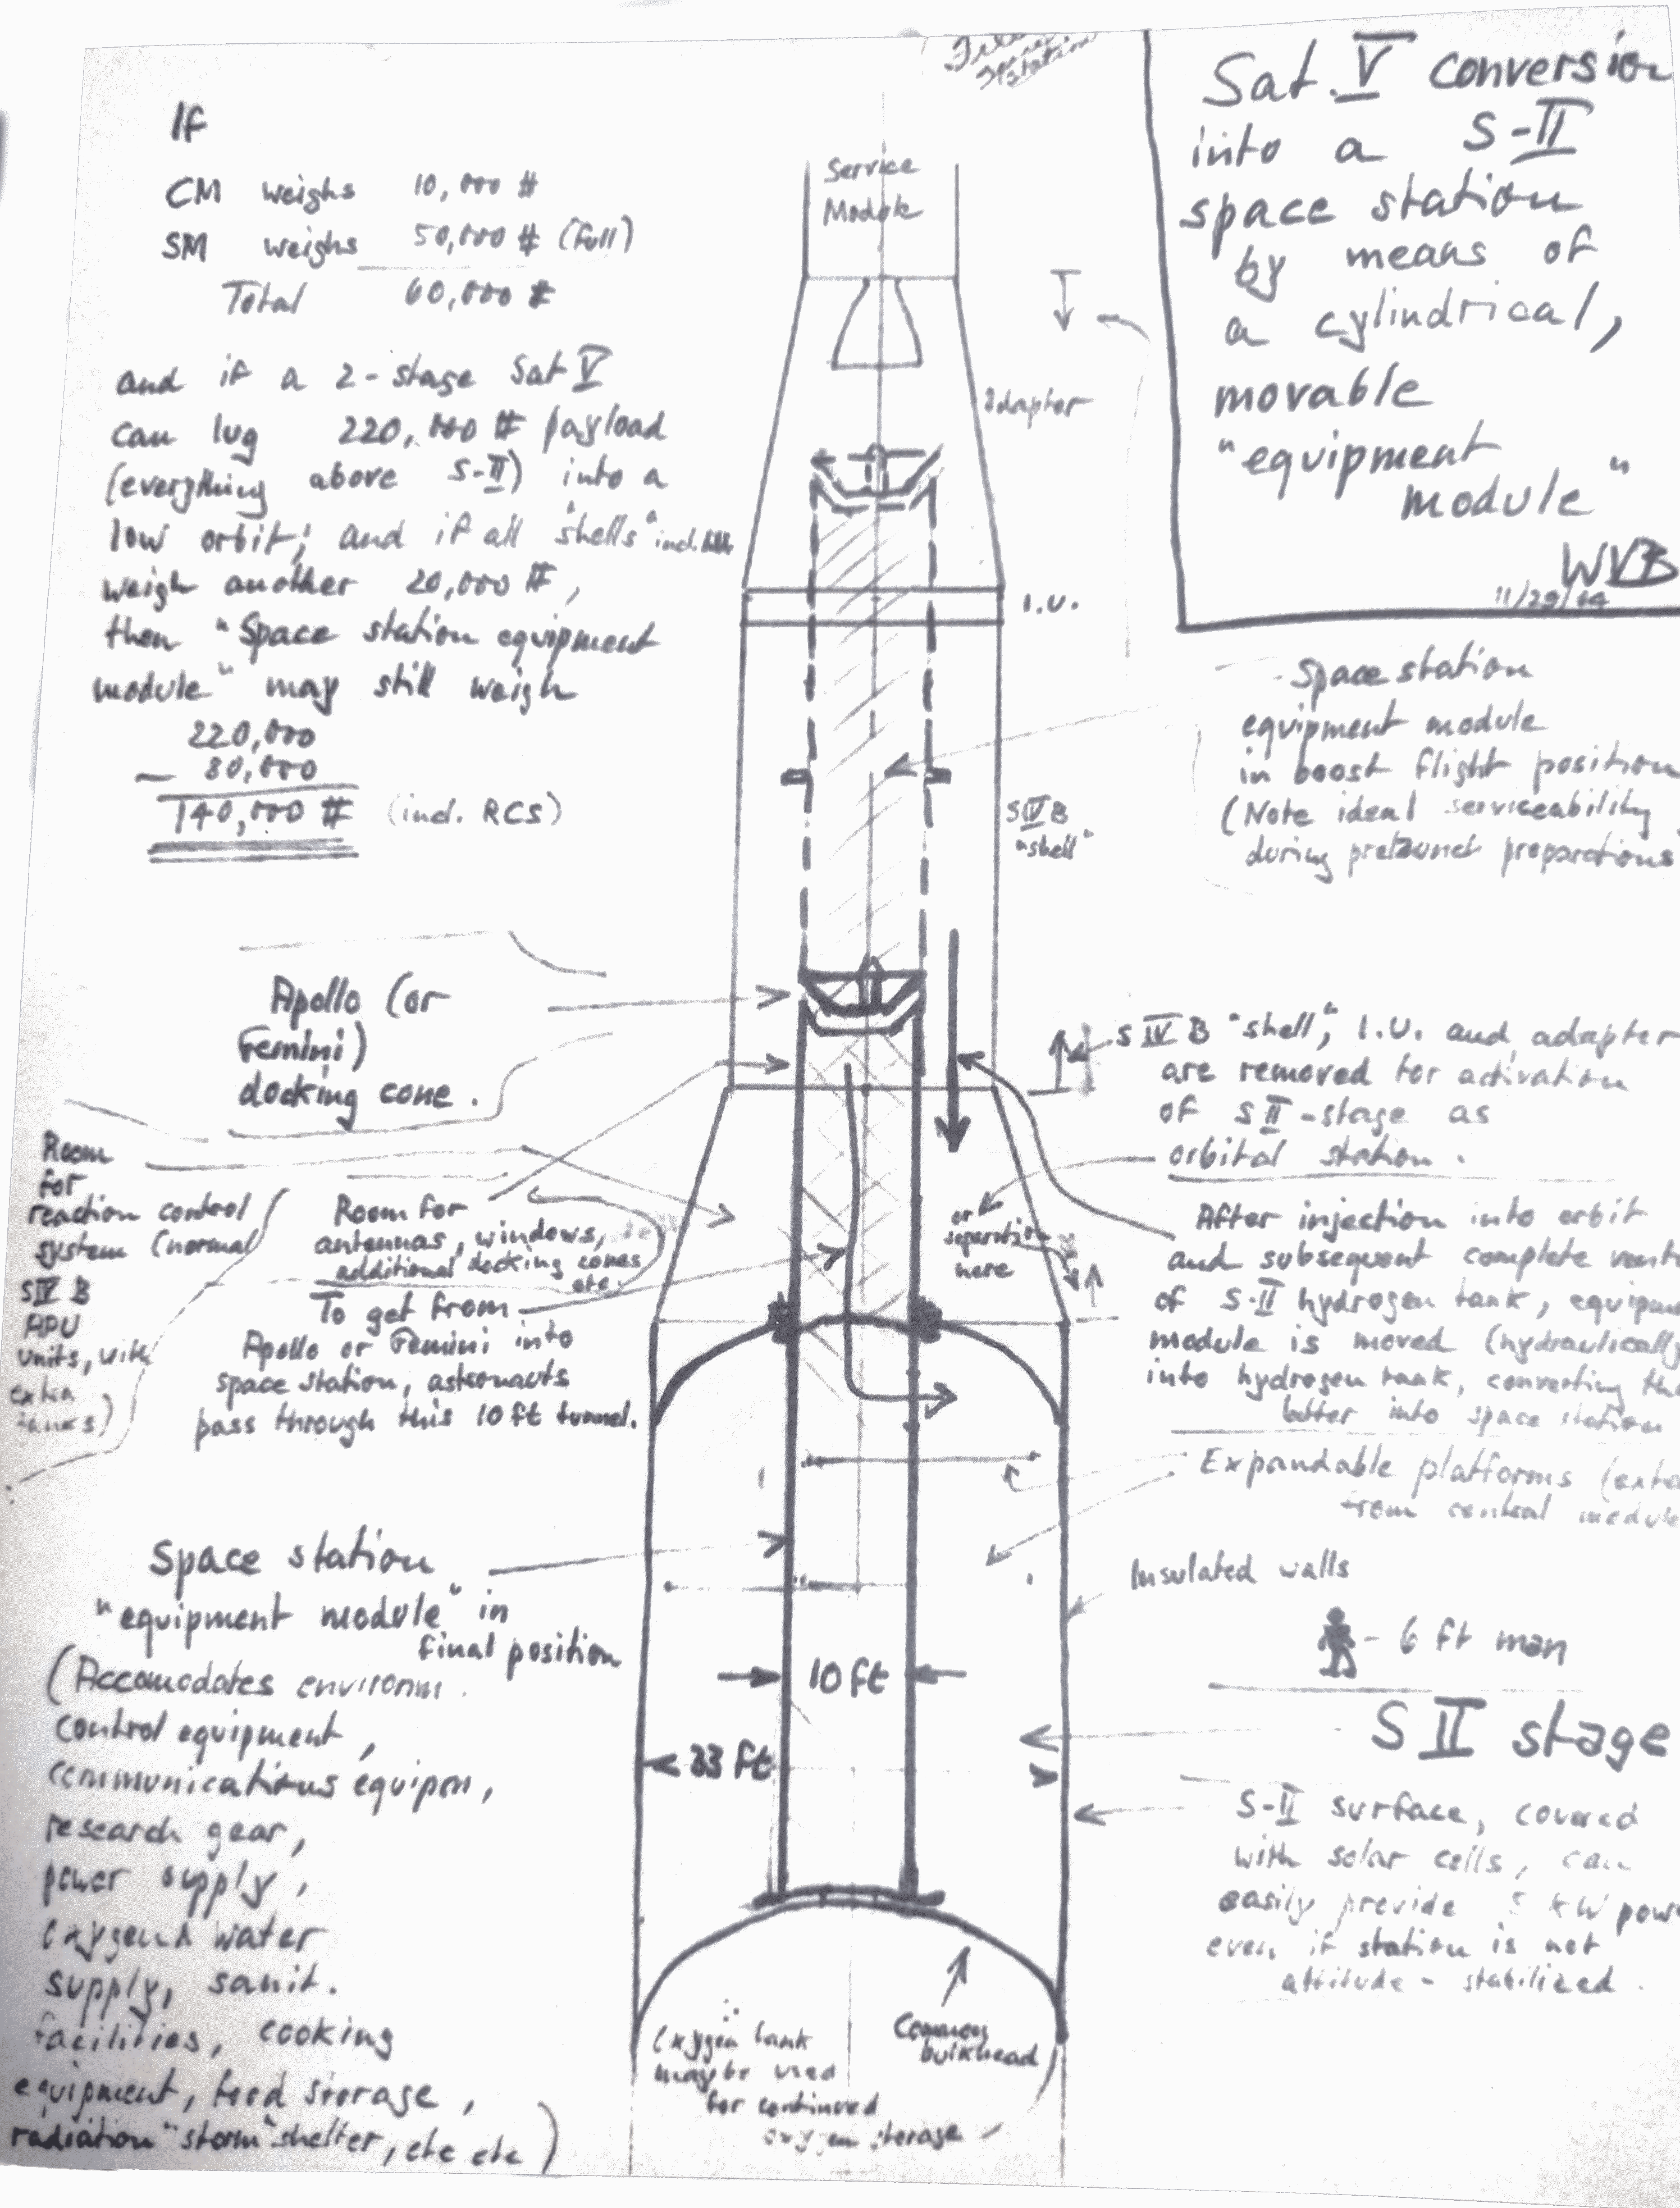 Space
Station
Sat. V conversion
into a S-II
space station
by means of
a cylindrical,
movable
"equipment
module"
WVB
11/29/64
If
CM weighs 10,000 #
SM weighs 50,000 # (full)
Total 60,000 #
and if a 2-stage Sat V
can lug 220,000 # payload
(everything above S-II) into a
low orbit; and if all "shells" incl.
weigh another 20,000 #,
then "Space station equipment
module" may still weigh
220,000
— 80,000
140,000 # (incl. RCS)
Service
Module
Adapter
I.U.
SIVB
"shell"
Space station
equipment module
in boost flight position
(Note ideal serviceability
during prelaunch preparations
Apollo (or
Gemini)
docking cone.
Room
for
reaction control
system (normal
SIV B
APU
units, with
extra
tanks)
Room for
antennas, windows,
additional docking cones
etc.
To get from
Apollo or Gemini into
space station, astronauts
pass through this 10 ft tunnel.
SIVB "shell", I.U. and adapter
are removed for activation
of SII-stage as
orbital station.
or
separation
here
After injection into orbit
and subsequent complete
of S-II hydrogen tank,
module is moved (hydraulically
into hydrogen tank, converting
latter into space station
Expandable platforms
from central module
Insulated walls
6 ft man
S II stage
S-II surface, covered
with solar cells, can
easily provide 5 KW
even if station is not
attitude - stabilized.
Space station
"equipment module" in
final position
(Accomodates environm.
control equipment,
communications equipm,
research gear,
power supply,
oxygen & water
supply, sanit.
facilities, cooking
equipment, food storage,
radiation "storm" shelter, etc etc)
10 ft
33 ft
Oxygen tank
may be used
for continued
oxygen storage
Common
bulkhead